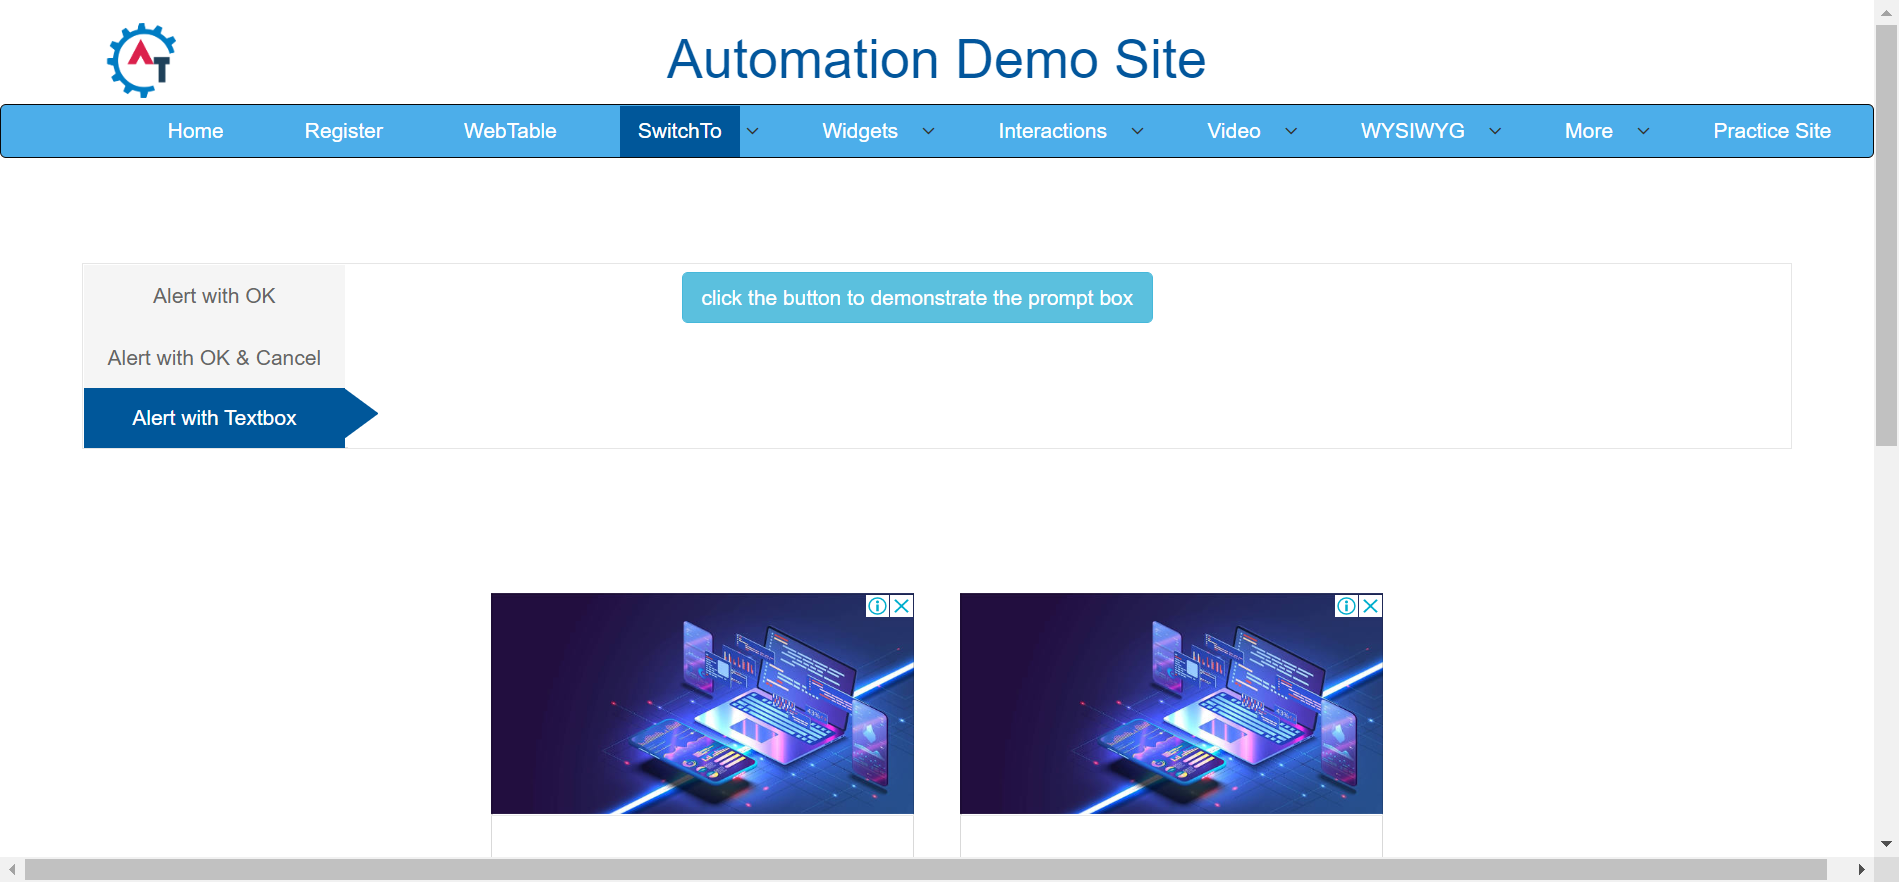 AT
Automation Demo Site
Home Register WebTable SwitchTo Widgets Interactions Video WYSIWYG More Practice Site
Alert with OK
click the button to demonstrate the prompt box
Alert with OK & Cancel
Alert with Textbox